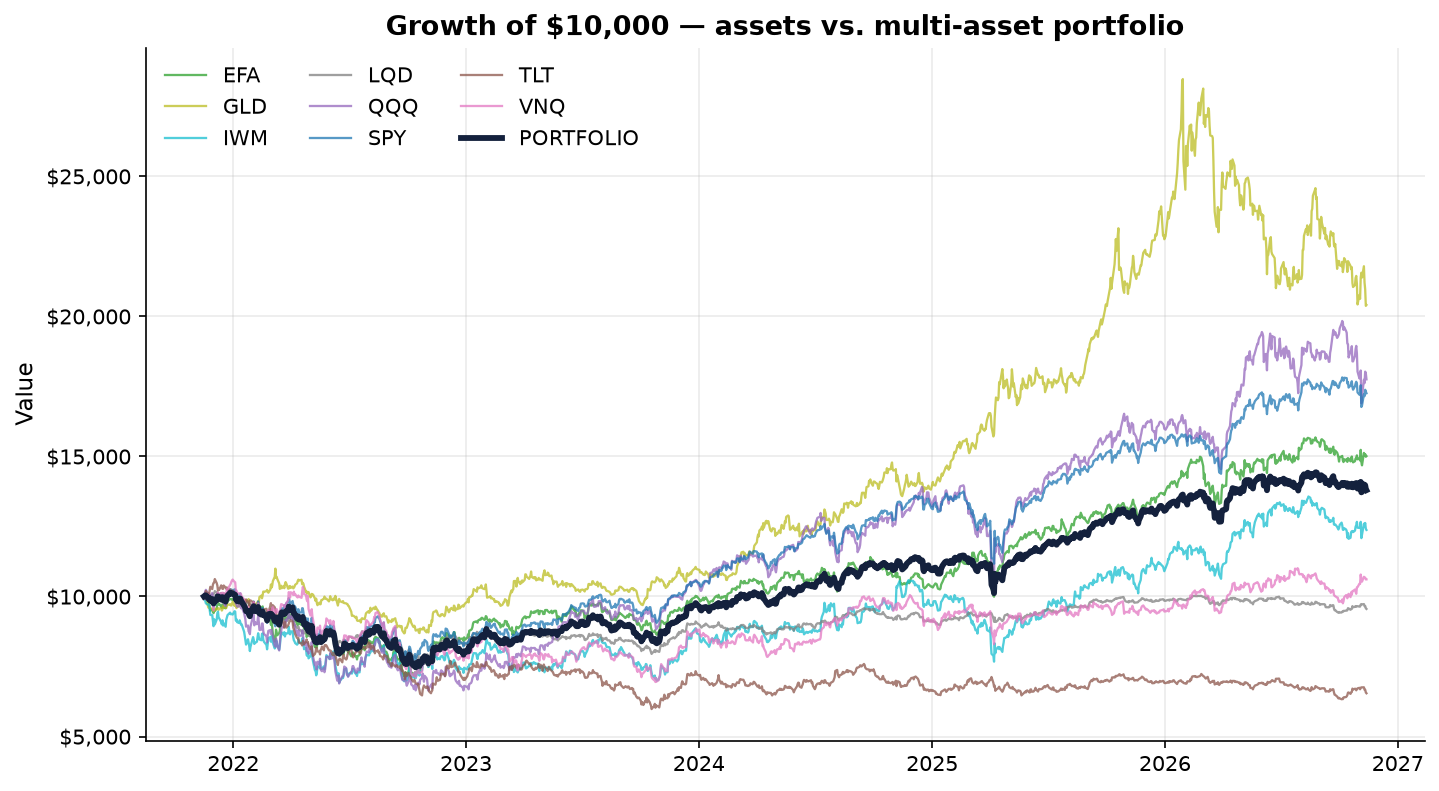 Growth of $10,000 — assets vs. multi-asset portfolio
EFA LQD TLT
GLD QQQ VNQ
IWM SPY PORTFOLIO
Value
$25,000
$20,000
$15,000
$10,000
$5,000
2022 2023 2024 2025 2026 2027